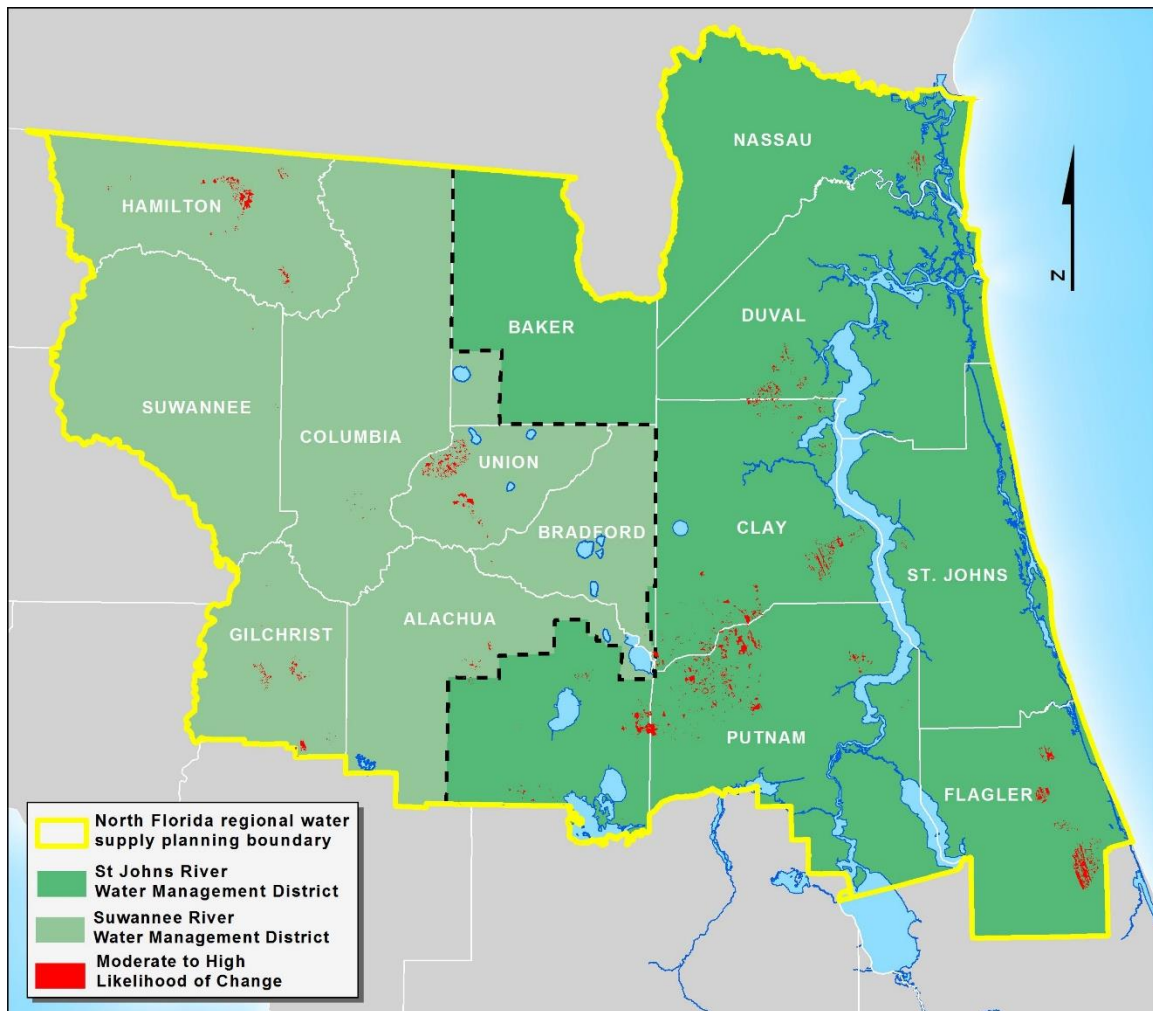 NASSAU
HAMILTON
DUVAL
BAKER
SUWANNEE
COLUMBIA
UNION
CLAY
BRADFORD
ST. JOHNS
ALACHUA
GILCHRIST
PUTNAM
FLAGLER
N
North Florida regional water
supply planning boundary
St Johns River
Water Management District
Suwannee River
Water Management District
Moderate to High
Likelihood of Change